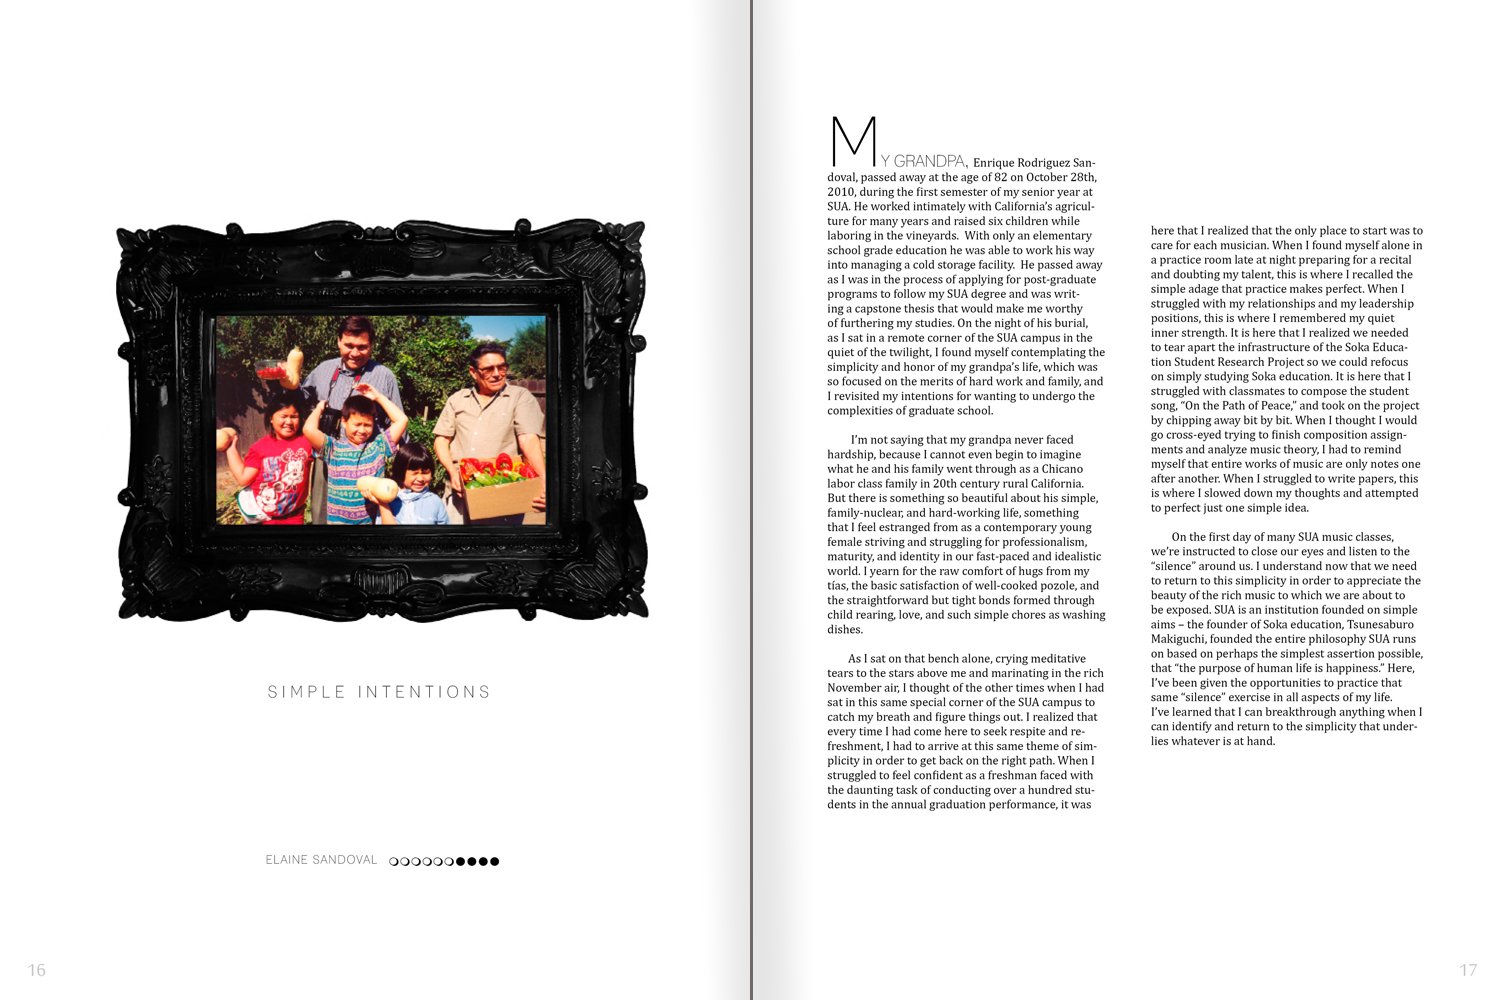 SIMPLE INTENTIONS
ELAINE SANDOVAL
16
MY GRANDPA, Enrique Rodriguez San-
doval, passed away at the age of 82 on October 28th,
2010, during the first semester of my senior year at
SUA. He worked intimately with California's agricul-
ture for many years and raised six children while
laboring in the vineyards.  With only an elementary
school grade education he was able to work his way
into managing a cold storage facility.  He passed away
as I was in the process of applying for post-graduate
programs to follow my SUA degree and was writ-
ing a capstone thesis that would make me worthy
of furthering my studies. On the night of his burial,
as I sat in a remote corner of the SUA campus in the
quiet of the twilight, I found myself contemplating the
simplicity and honor of my grandpa's life, which was
so focused on the merits of hard work and family, and
I revisited my intentions for wanting to undergo the
complexities of graduate school.
I'm not saying that my grandpa never faced
hardship, because I cannot even begin to imagine
what he and his family went through as a Chicano
labor class family in 20th century rural California.
But there is something so beautiful about his simple,
family-nuclear, and hard-working life, something
that I feel estranged from as a contemporary young
female striving and struggling for professionalism,
maturity, and identity in our fast-paced and idealistic
world. I yearn for the raw comfort of hugs from my
tías, the basic satisfaction of well-cooked pozole, and
the straightforward but tight bonds formed through
child rearing, love, and such simple chores as washing
dishes.
As I sat on that bench alone, crying meditative
tears to the stars above me and marinating in the rich
November air, I thought of the other times when I had
sat in this same special corner of the SUA campus to
catch my breath and figure things out. I realized that
every time I had come here to seek respite and re-
freshment, I had to arrive at this same theme of sim-
plicity in order to get back on the right path. When I
struggled to feel confident as a freshman faced with
the daunting task of conducting over a hundred stu-
dents in the annual graduation performance, it was
here that I realized that the only place to start was to
care for each musician. When I found myself alone in
a practice room late at night preparing for a recital
and doubting my talent, this is where I recalled the
simple adage that practice makes perfect. When I
struggled with my relationships and my leadership
positions, this is where I remembered my quiet
inner strength. It is here that I realized we needed
to tear apart the infrastructure of the Soka Educa-
tion Student Research Project so we could refocus
on simply studying Soka education. It is here that I
struggled with classmates to compose the student
song, “On the Path of Peace,” and took on the project
by chipping away bit by bit. When I thought I would
go cross-eyed trying to finish composition assign-
ments and analyze music theory, I had to remind
myself that entire works of music are only notes one
after another. When I struggled to write papers, this
is where I slowed down my thoughts and attempted
to perfect just one simple idea.
On the first day of many SUA music classes,
we're instructed to close our eyes and listen to the
“silence” around us. I understand now that we need
to return to this simplicity in order to appreciate the
beauty of the rich music to which we are about to
be exposed. SUA is an institution founded on simple
aims – the founder of Soka education, Tsunesaburo
Makiguchi, founded the entire philosophy SUA runs
on based on perhaps the simplest assertion possible,
that “the purpose of human life is happiness.” Here,
I've been given the opportunities to practice that
same “silence” exercise in all aspects of my life.
I've learned that I can breakthrough anything when I
can identify and return to the simplicity that under-
lies whatever is at hand.
17